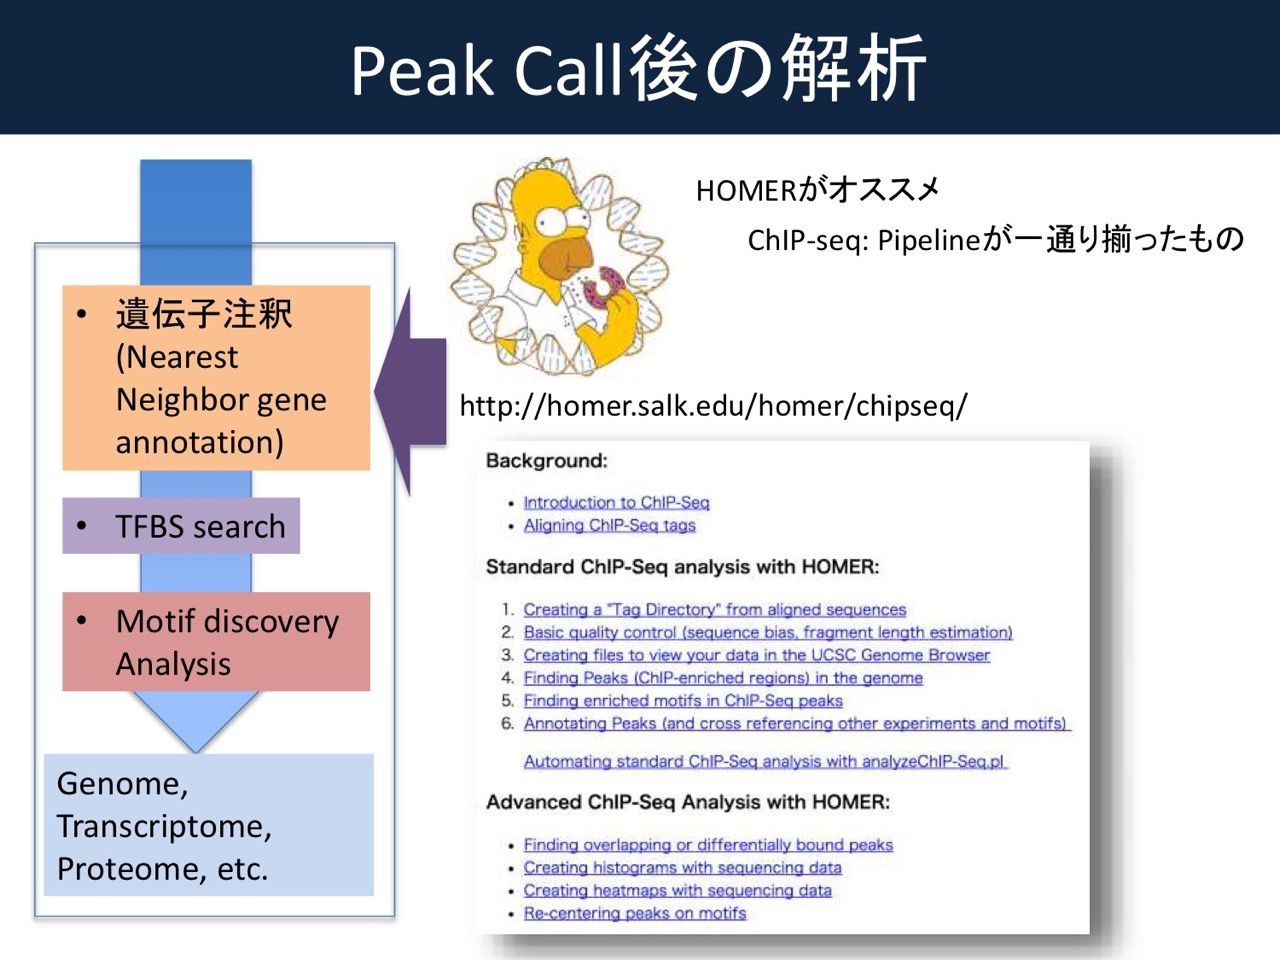 Peak Call後の解析
HOMERがオススメ
ChIP-seq: Pipelineが一通り揃ったもの
• 遺伝子注釈
(Nearest
Neighbor gene
annotation)
• TFBS search
• Motif discovery
Analysis
Genome,
Transcriptome,
Proteome, etc.
http://homer.salk.edu/homer/chipseq/
Background:
• Introduction to ChIP-Seq
• Aligning ChIP-Seq tags
Standard ChIP-Seq analysis with HOMER:
1. Creating a "Tag Directory" from aligned sequences
2. Basic quality control (sequence bias, fragment length estimation)
3. Creating files to view your data in the UCSC Genome Browser
4. Finding Peaks (ChIP-enriched regions) in the genome
5. Finding enriched motifs in ChIP-Seq peaks
6. Annotating Peaks (and cross referencing other experiments and motifs)
Automating standard ChIP-Seq analysis with analyzeChIP-Seq.pl
Advanced ChIP-Seq Analysis with HOMER:
• Finding overlapping or differentially bound peaks
• Creating histograms with sequencing data
• Creating heatmaps with sequencing data
• Re-centering peaks on motifs